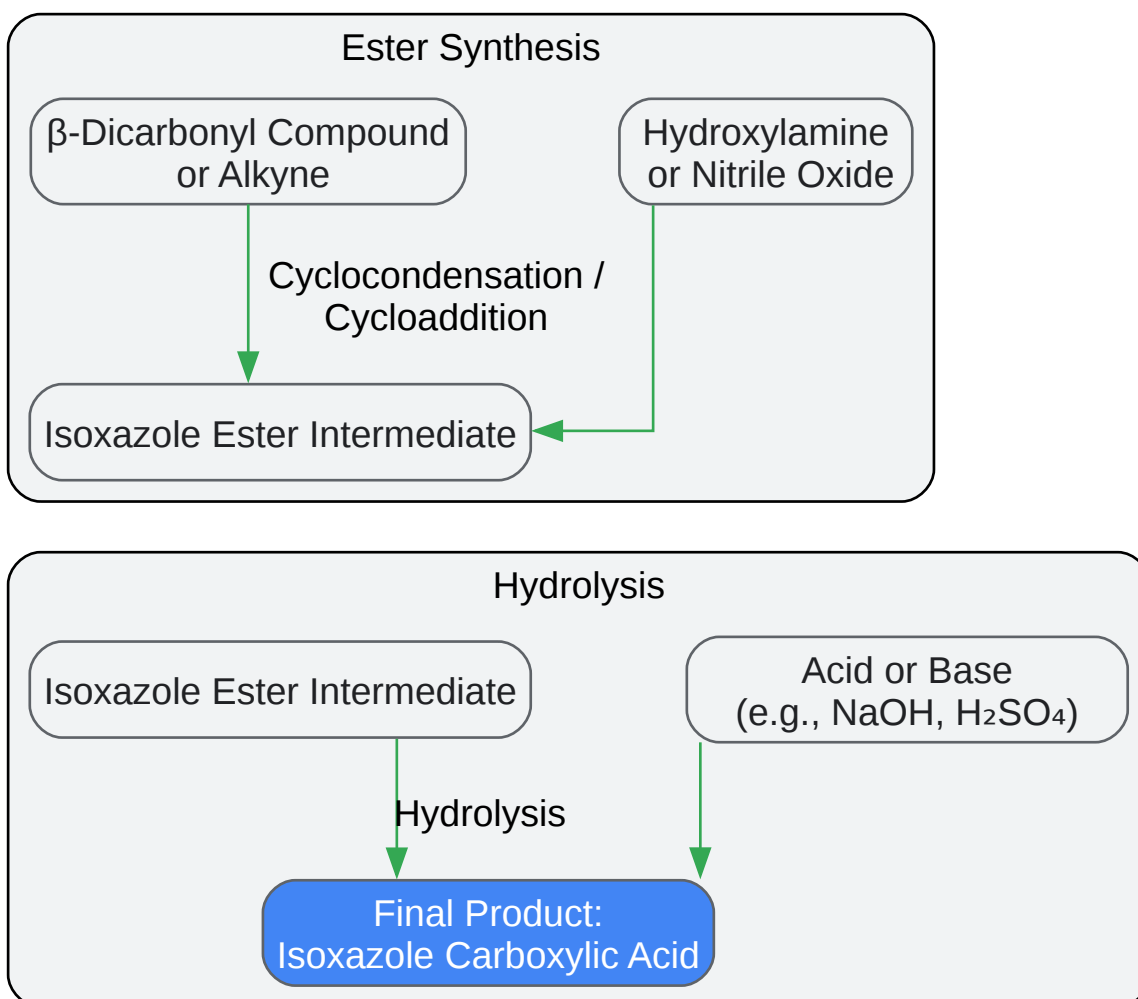 Ester Synthesis
β-Dicarbonyl Compound
or Alkyne
Hydroxylamine
or Nitrile Oxide
Cyclocondensation /
Cycloaddition
Isoxazole Ester Intermediate
Hydrolysis
Isoxazole Ester Intermediate
Acid or Base
(e.g., NaOH, H₂SO₄)
Hydrolysis
Final Product:
Isoxazole Carboxylic Acid